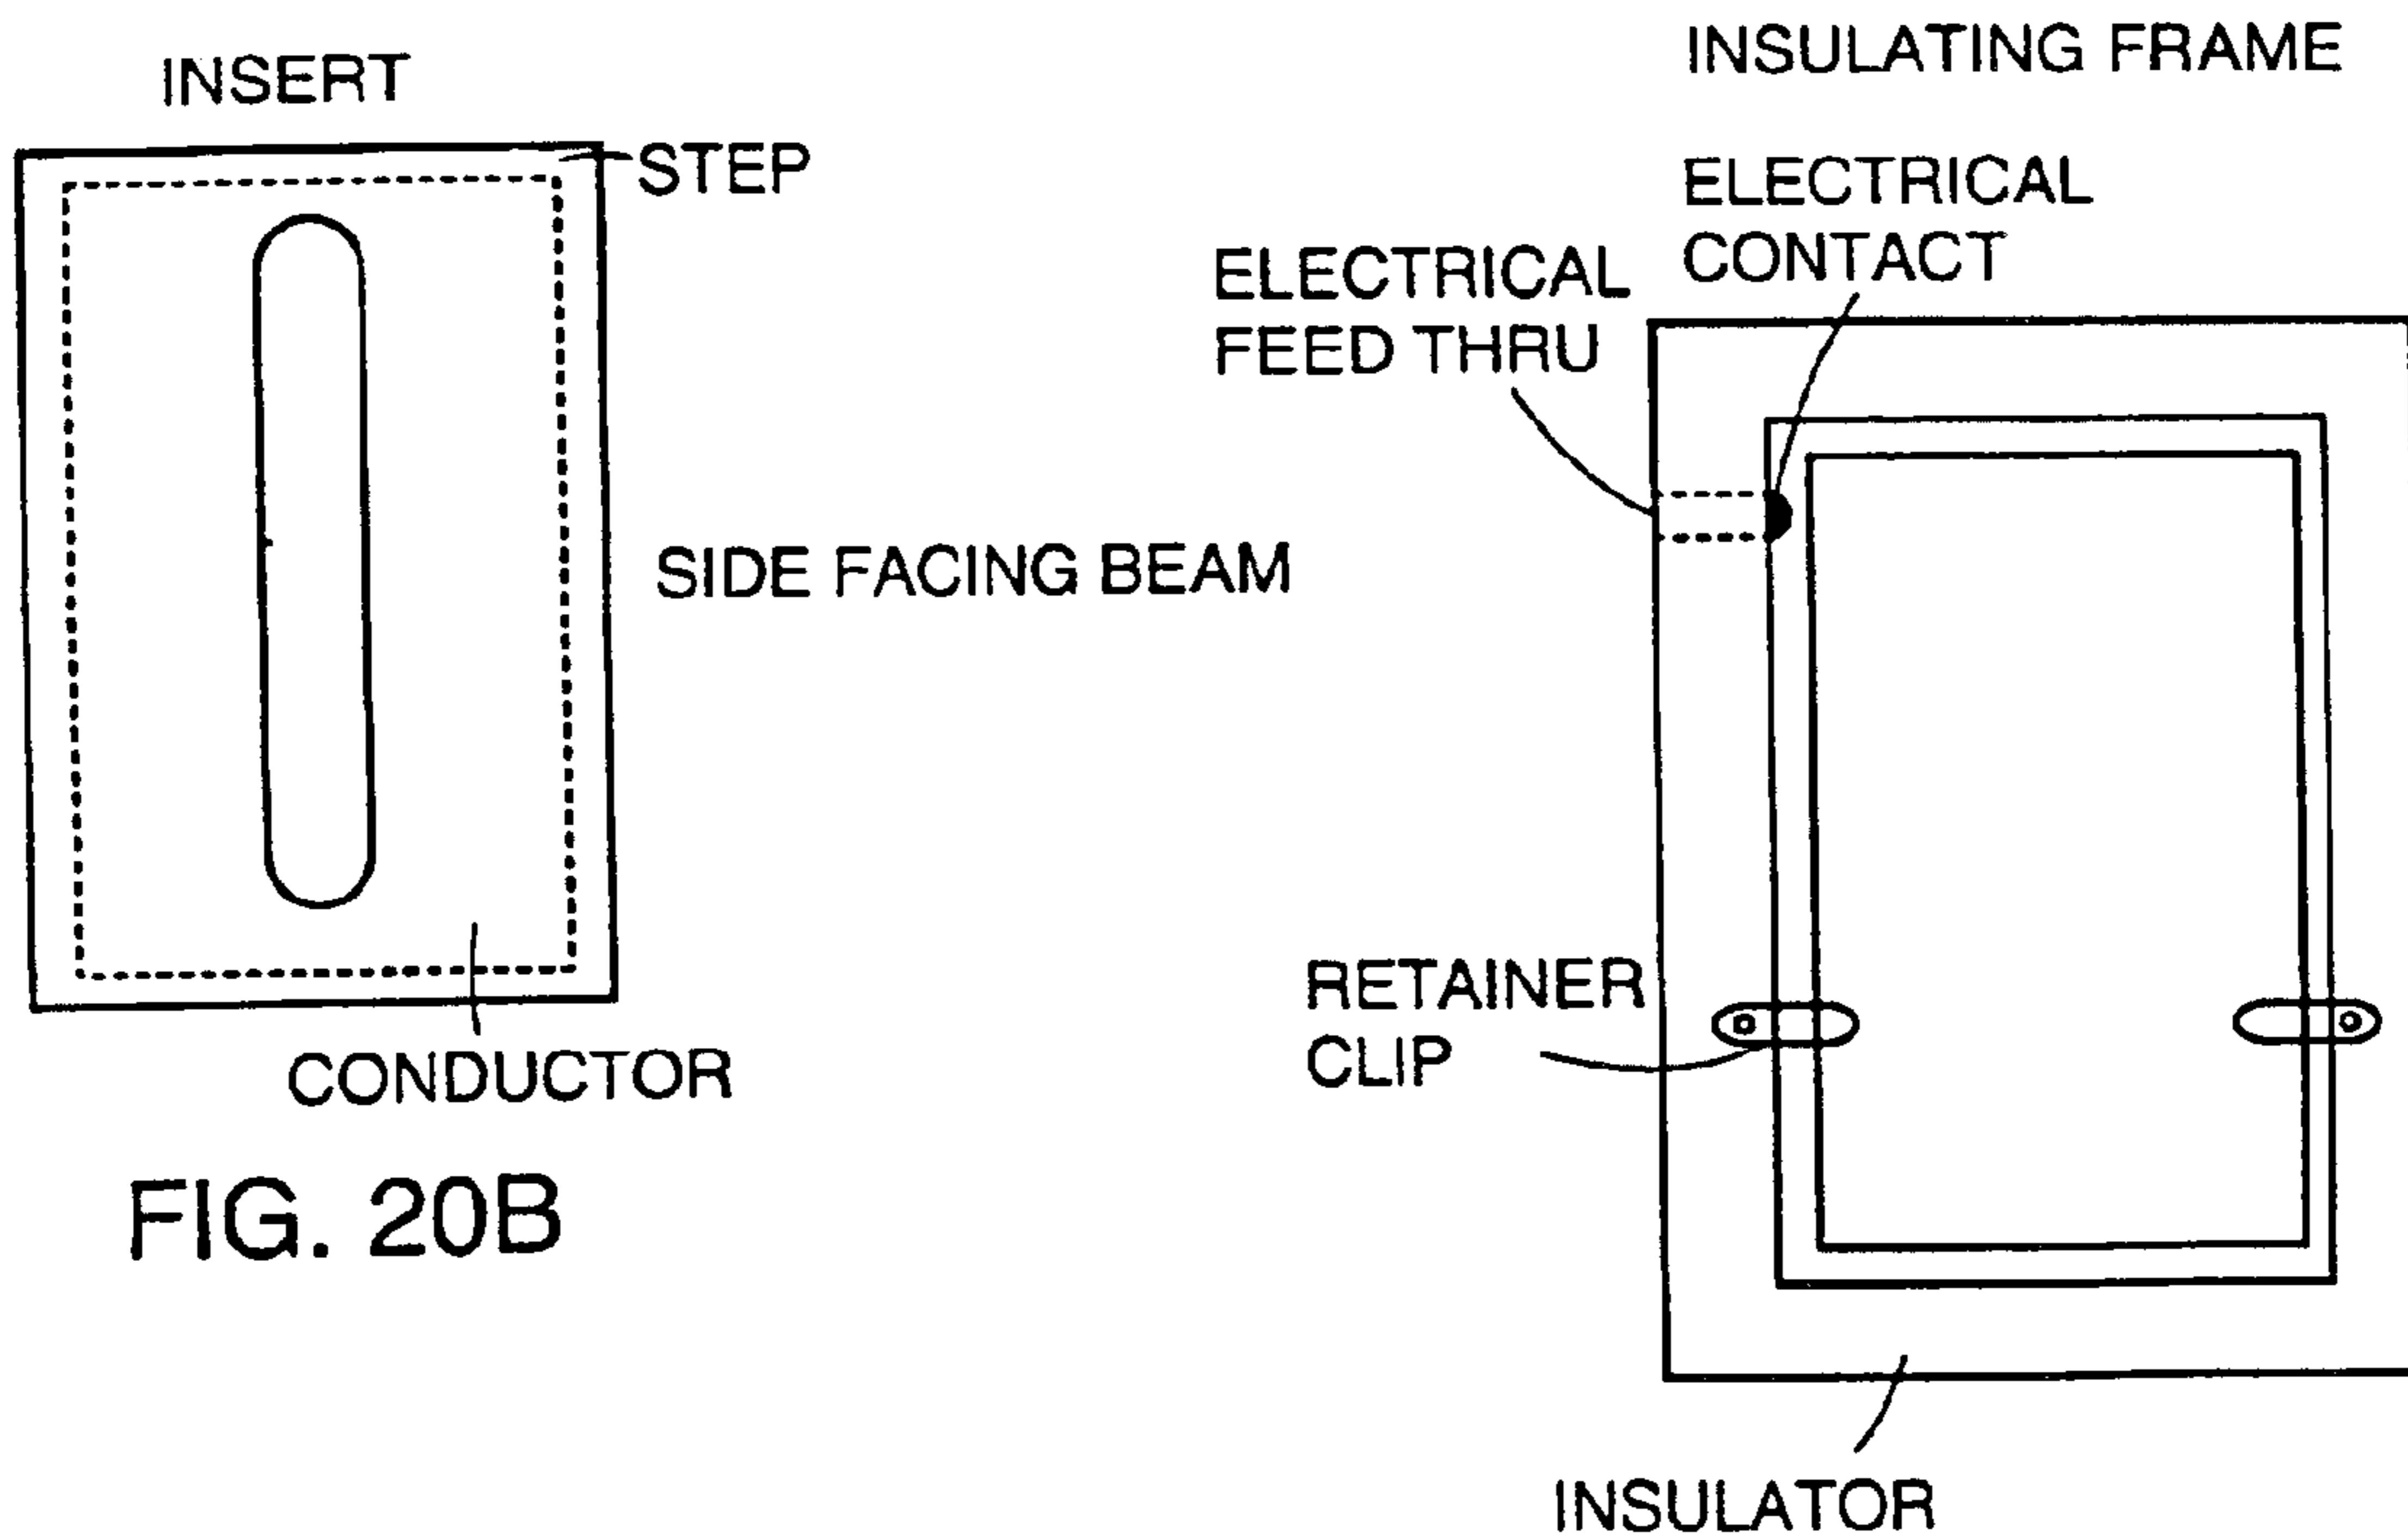 INSERT
STEP
SIDE FACING BEAM
CONDUCTOR
FIG. 20B
INSULATING FRAME
ELECTRICAL
CONTACT
ELECTRICAL
FEED THRU
RETAINER
CLIP
INSULATOR